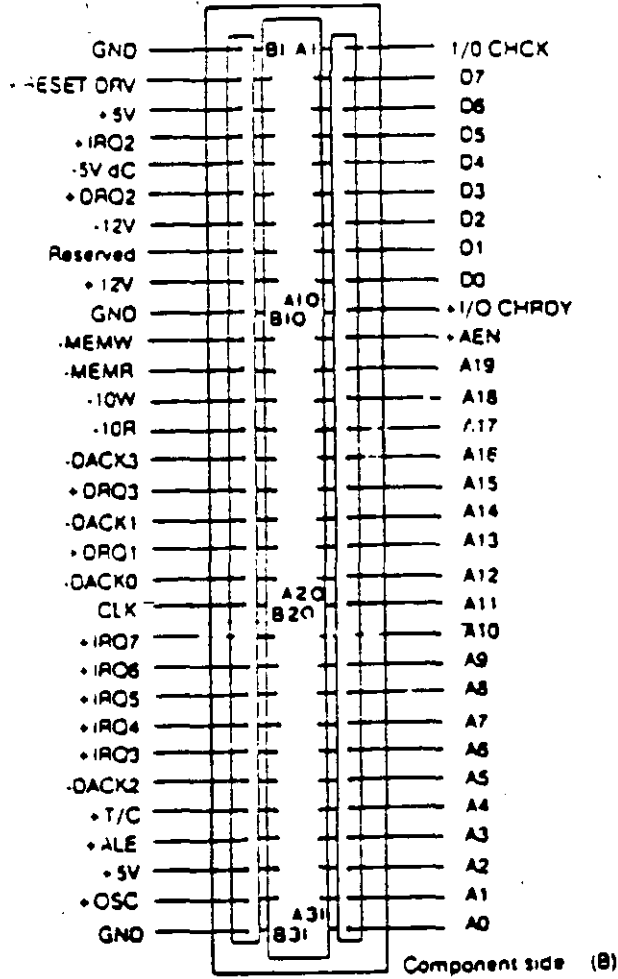 GND B1 A1 I/O CHCK
+RESET DRV D7
+5V D6
+IRQ2 D5
-5V dC D4
+DRQ2 D3
-12V D2
Reserved D1
+12V D0
A10 +I/O CHRDY
GND B10
-MEMW +AEN
-MEMR A19
-IOW A18
-IOR A17
-DACK3 A16
+DRQ3 A15
-DACK1 A14
+DRQ1 A13
-DACK0 A12
A20
CLK B20 A11
+IRQ7 A10
+IRQ6 A9
+IRQ5 A8
+IRQ4 A7
+IRQ3 A6
-DACK2 A5
+T/C A4
+ALE A3
+5V A2
+OSC A31 A1
GND B31 A0
Component side (B)